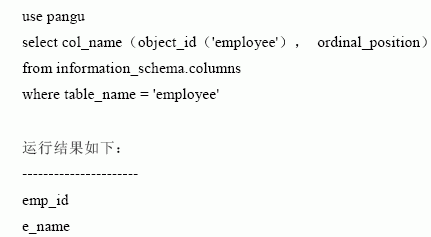 use pangu
select col_name（object_id（'employee'）， ordinal_position）
from information_schema.columns
where table_name = 'employee'
运行结果如下：
----------------------
emp_id
e_name